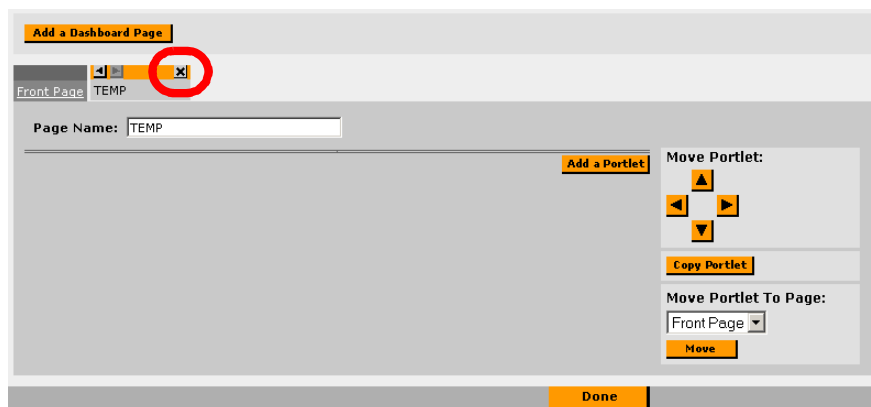 Add a Dashboard Page
Front Page
TEMP
Page Name: TEMP
Add a Portlet
Move Portlet:
Copy Portlet
Move Portlet To Page:
Front Page
Move
Done